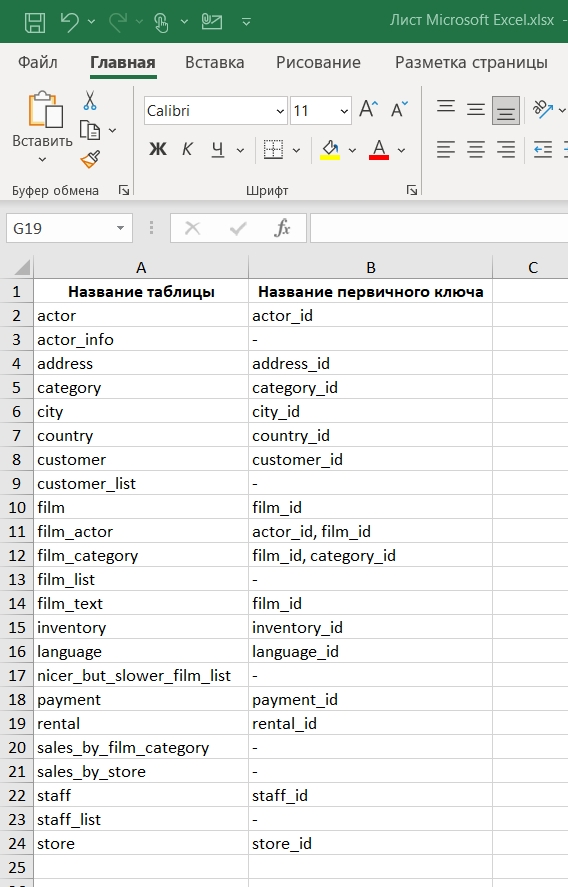 Лист Microsoft Excel.xlsx -
Файл Главная Вставка Рисование Разметка страницы
Вставить
Calibri 11
Ж К Ч А
Буфер обмена Шрифт
G19 fx
A B C
1 Название таблицы Название первичного ключа
2 actor actor_id
3 actor_info -
4 address address_id
5 category category_id
6 city city_id
7 country country_id
8 customer customer_id
9 customer_list -
10 film film_id
11 film_actor actor_id, film_id
12 film_category film_id, category_id
13 film_list -
14 film_text film_id
15 inventory inventory_id
16 language language_id
17 nicer_but_slower_film_list -
18 payment payment_id
19 rental rental_id
20 sales_by_film_category -
21 sales_by_store -
22 staff staff_id
23 staff_list -
24 store store_id
25